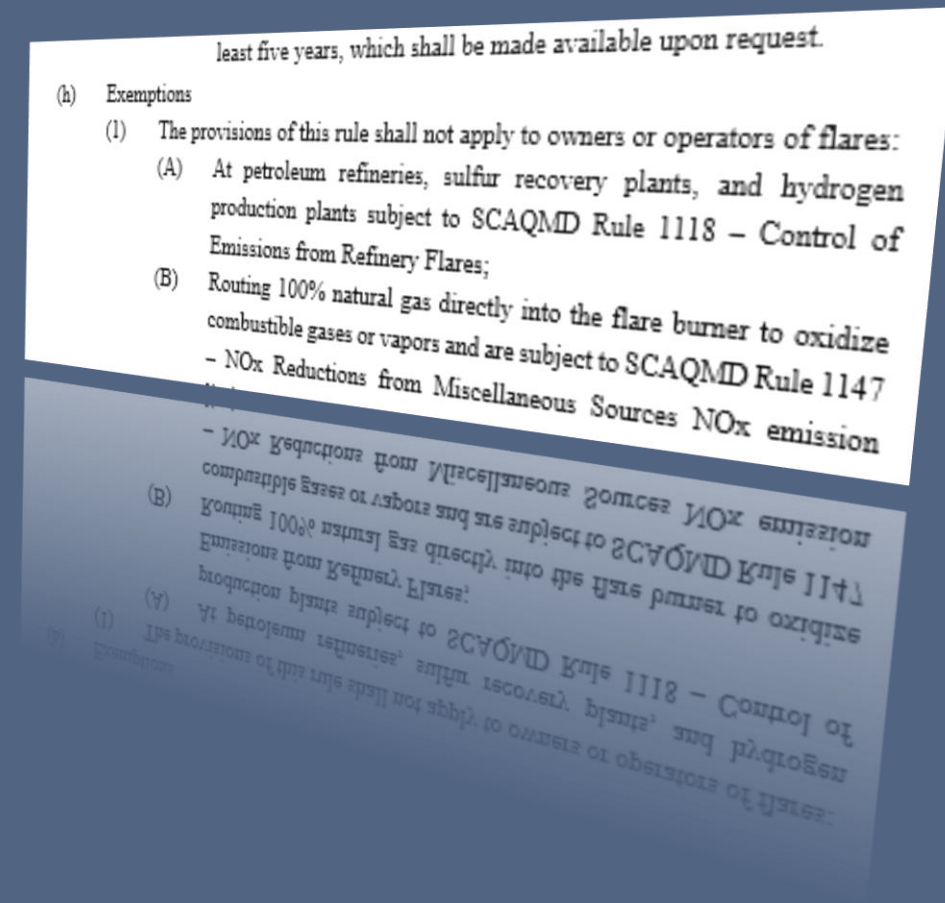 least five years, which shall be made available upon request.
(h) Exemptions
(1) The provisions of this rule shall not apply to owners or operators of flares:
(A) At petroleum refineries, sulfur recovery plants, and hydrogen
production plants subject to SCAQMD Rule 1118 – Control of
Emissions from Refinery Flares;
(B) Routing 100% natural gas directly into the flare burner to oxidize
combustible gases or vapors and are subject to SCAQMD Rule 1147
– NOx Reductions from Miscellaneous Sources NOx emission